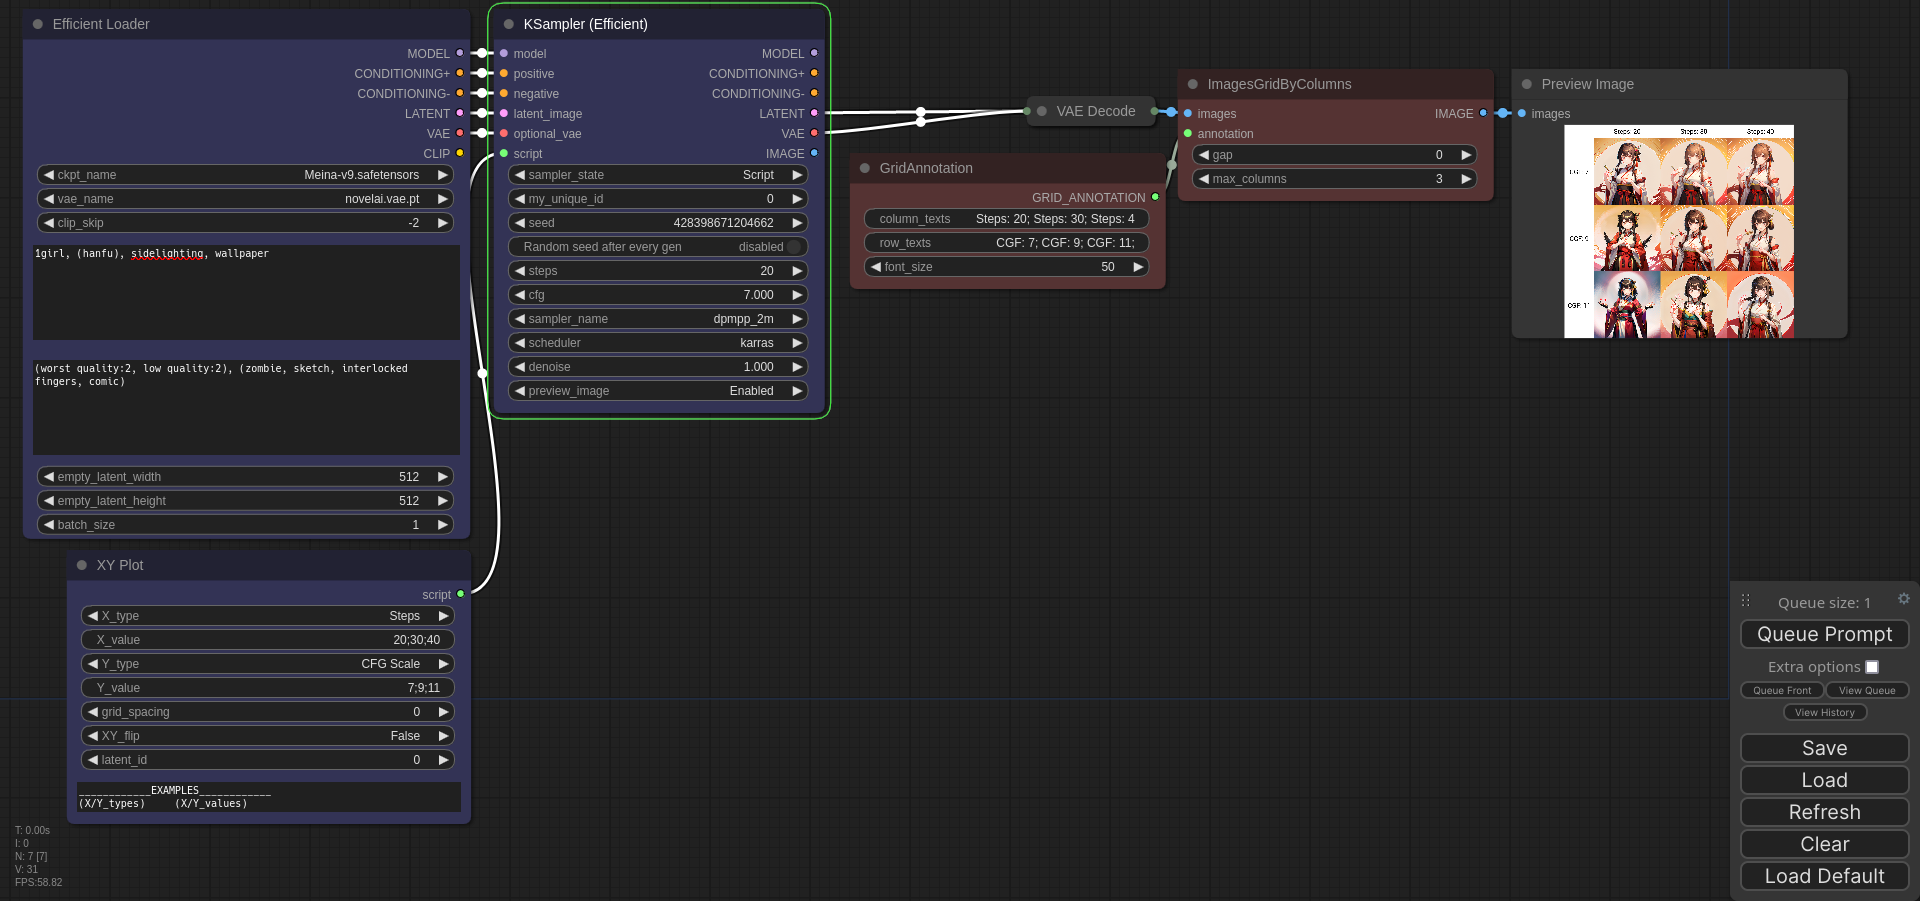 Efficient Loader
MODEL
CONDITIONING+
CONDITIONING-
LATENT
VAE
CLIP
ckpt_name Meina-v9.safetensors
vae_name novelai.vae.pt
clip_skip -2
1girl, (hanfu), sidelighting, wallpaper
(worst quality:2, low quality:2), (zombie, sketch, interlocked
fingers, comic)
empty_latent_width 512
empty_latent_height 512
batch_size 1
XY Plot
script
X_type Steps
X_value 20;30;40
Y_type CFG Scale
Y_value 7;9;11
grid_spacing 0
XY_flip False
latent_id 0
____________EXAMPLES____________
(X/Y_types) (X/Y_values)
T: 0.00s
I: 0
N: 7 [7]
V: 31
FPS:58.82
KSampler (Efficient)
model MODEL
positive CONDITIONING+
negative CONDITIONING-
latent_image LATENT
optional_vae VAE
script IMAGE
sampler_state Script
my_unique_id 0
seed 428398671204662
Random seed after every gen disabled
steps 20
cfg 7.000
sampler_name dpmpp_2m
scheduler karras
denoise 1.000
preview_image Enabled
VAE Decode
GridAnnotation
GRID_ANNOTATION
column_texts Steps: 20; Steps: 30; Steps: 4
row_texts CGF: 7; CGF: 9; CGF: 11;
font_size 50
ImagesGridByColumns
images IMAGE
annotation
gap 0
max_columns 3
Preview Image
images
Steps: 20 Steps: 30 Steps: 40
CGF: 7
CGF: 9
CGF: 11
Queue size: 1
Queue Prompt
Extra options
Queue Front View Queue
View History
Save
Load
Refresh
Clear
Load Default